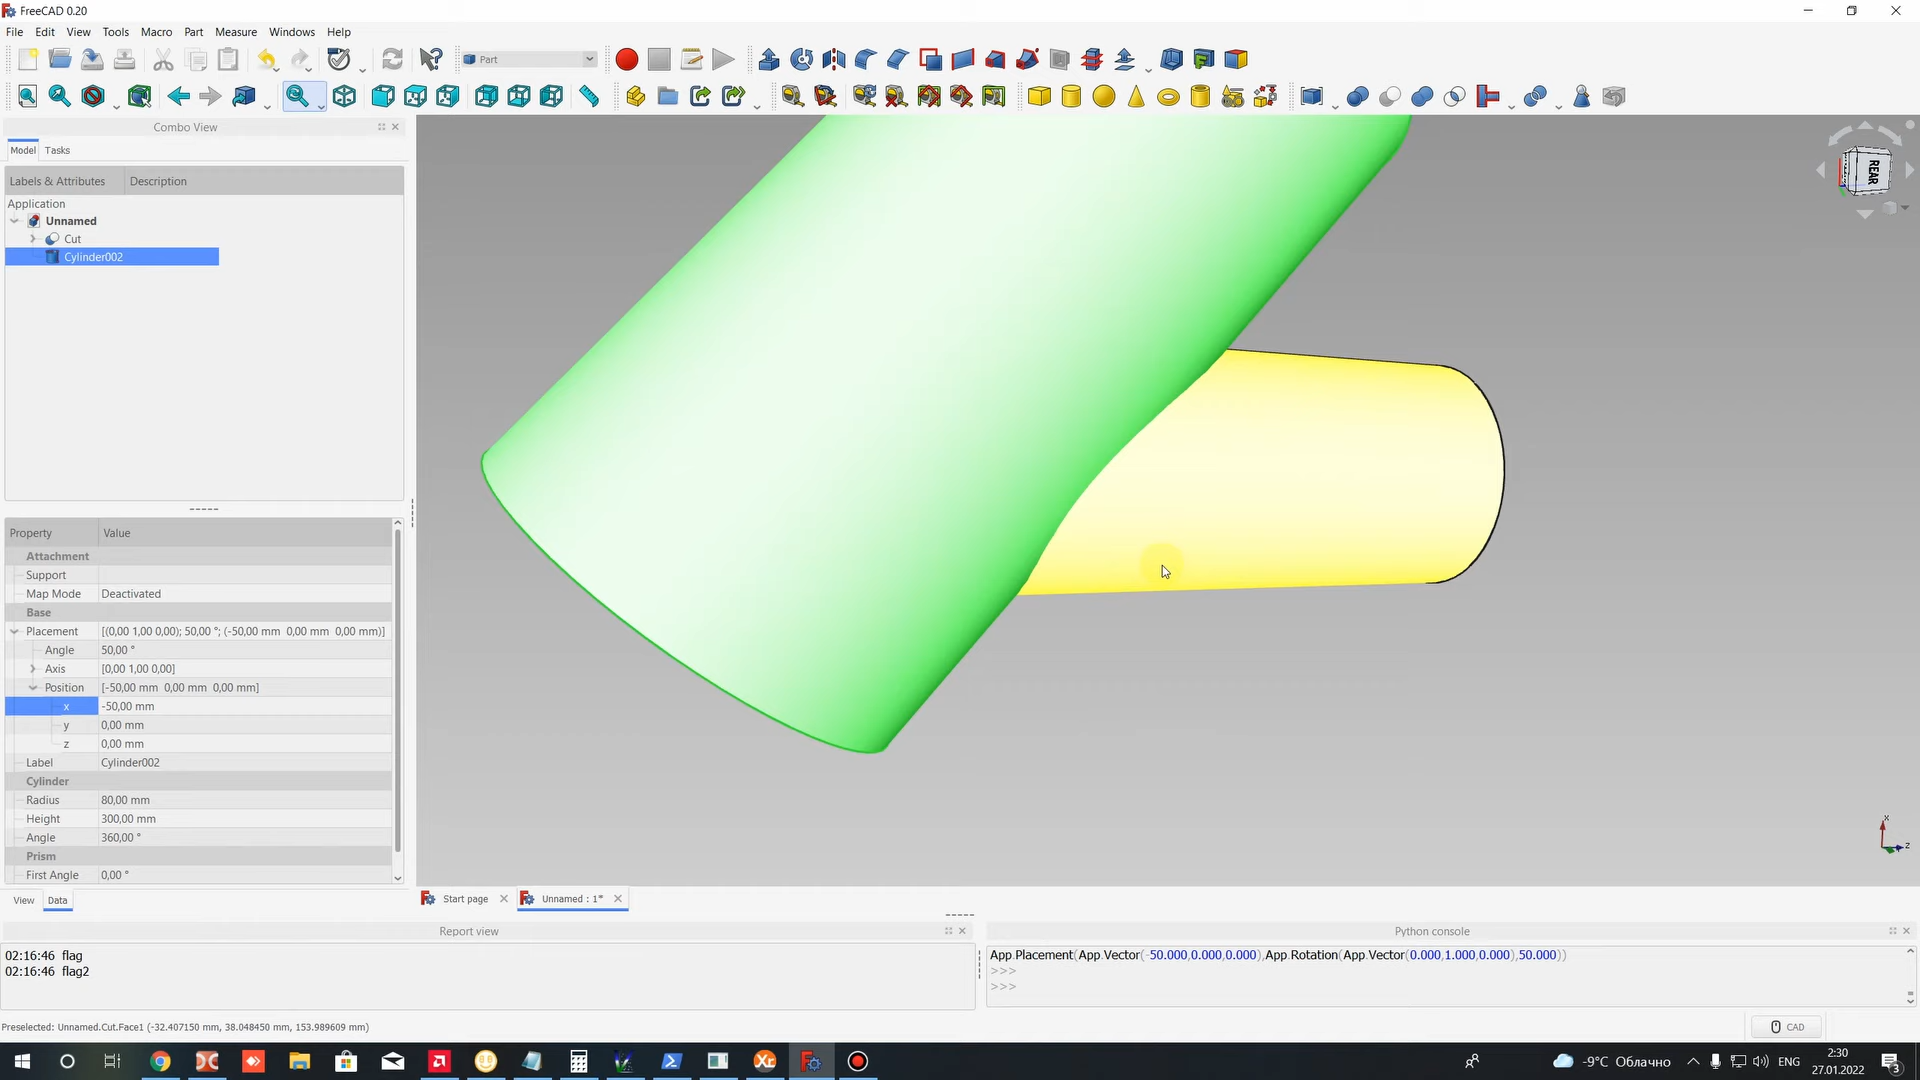 FreeCAD 0.20
File Edit View Tools Macro Part Measure Windows Help
Part
Combo View
Model Tasks
Labels & Attributes Description
Application
Unnamed
Cut
Cylinder002
REAR
Property Value
Attachment
Support
Map Mode Deactivated
Base
Placement [(0,00 1,00 0,00); 50,00 °; (-50,00 mm 0,00 mm 0,00 mm)]
Angle 50,00 °
Axis [0,00 1,00 0,00]
Position [-50,00 mm 0,00 mm 0,00 mm]
x -50,00 mm
y 0,00 mm
z 0,00 mm
Label Cylinder002
Cylinder
Radius 80,00 mm
Height 300,00 mm
Angle 360,00 °
Prism
First Angle 0,00 °
X
Z
View Data
Start page Unnamed : 1*
Report view
Python console
02:16:46 flag
02:16:46 flag2
App.Placement(App.Vector(-50.000,0.000,0.000),App.Rotation(App.Vector(0.000,1.000,0.000),50.000))
>>>
>>>
Preselected: Unnamed.Cut.Face1 (-32.407150 mm, 38.048450 mm, 153.989609 mm)
CAD
-9°C Облачно
ENG
2:30
27.01.2022
3